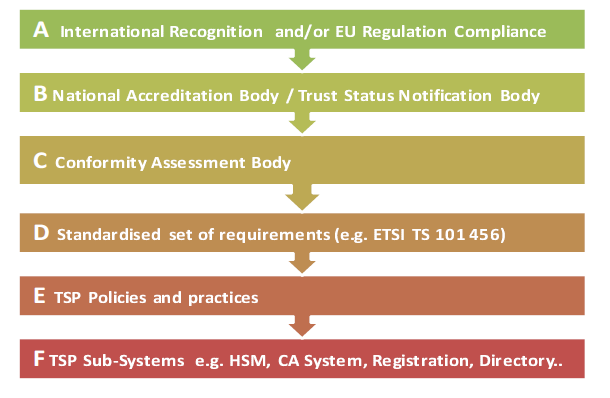 A International Recognition and/or EU Regulation Compliance
B National Accreditation Body / Trust Status Notification Body
C Conformity Assessment Body
D Standardised set of requirements (e.g. ETSI TS 101 456)
E TSP Policies and practices
F TSP Sub-Systems e.g. HSM, CA System, Registration, Directory..